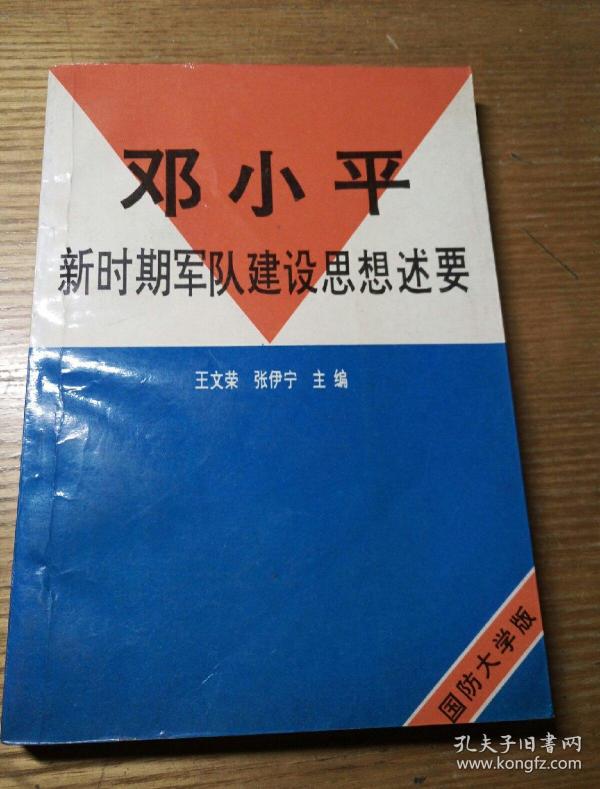 邓小平
新时期军队建设思想述要
王文荣 张伊宁 主编
国防大学版
孔夫子旧书网
www.kongfz.com